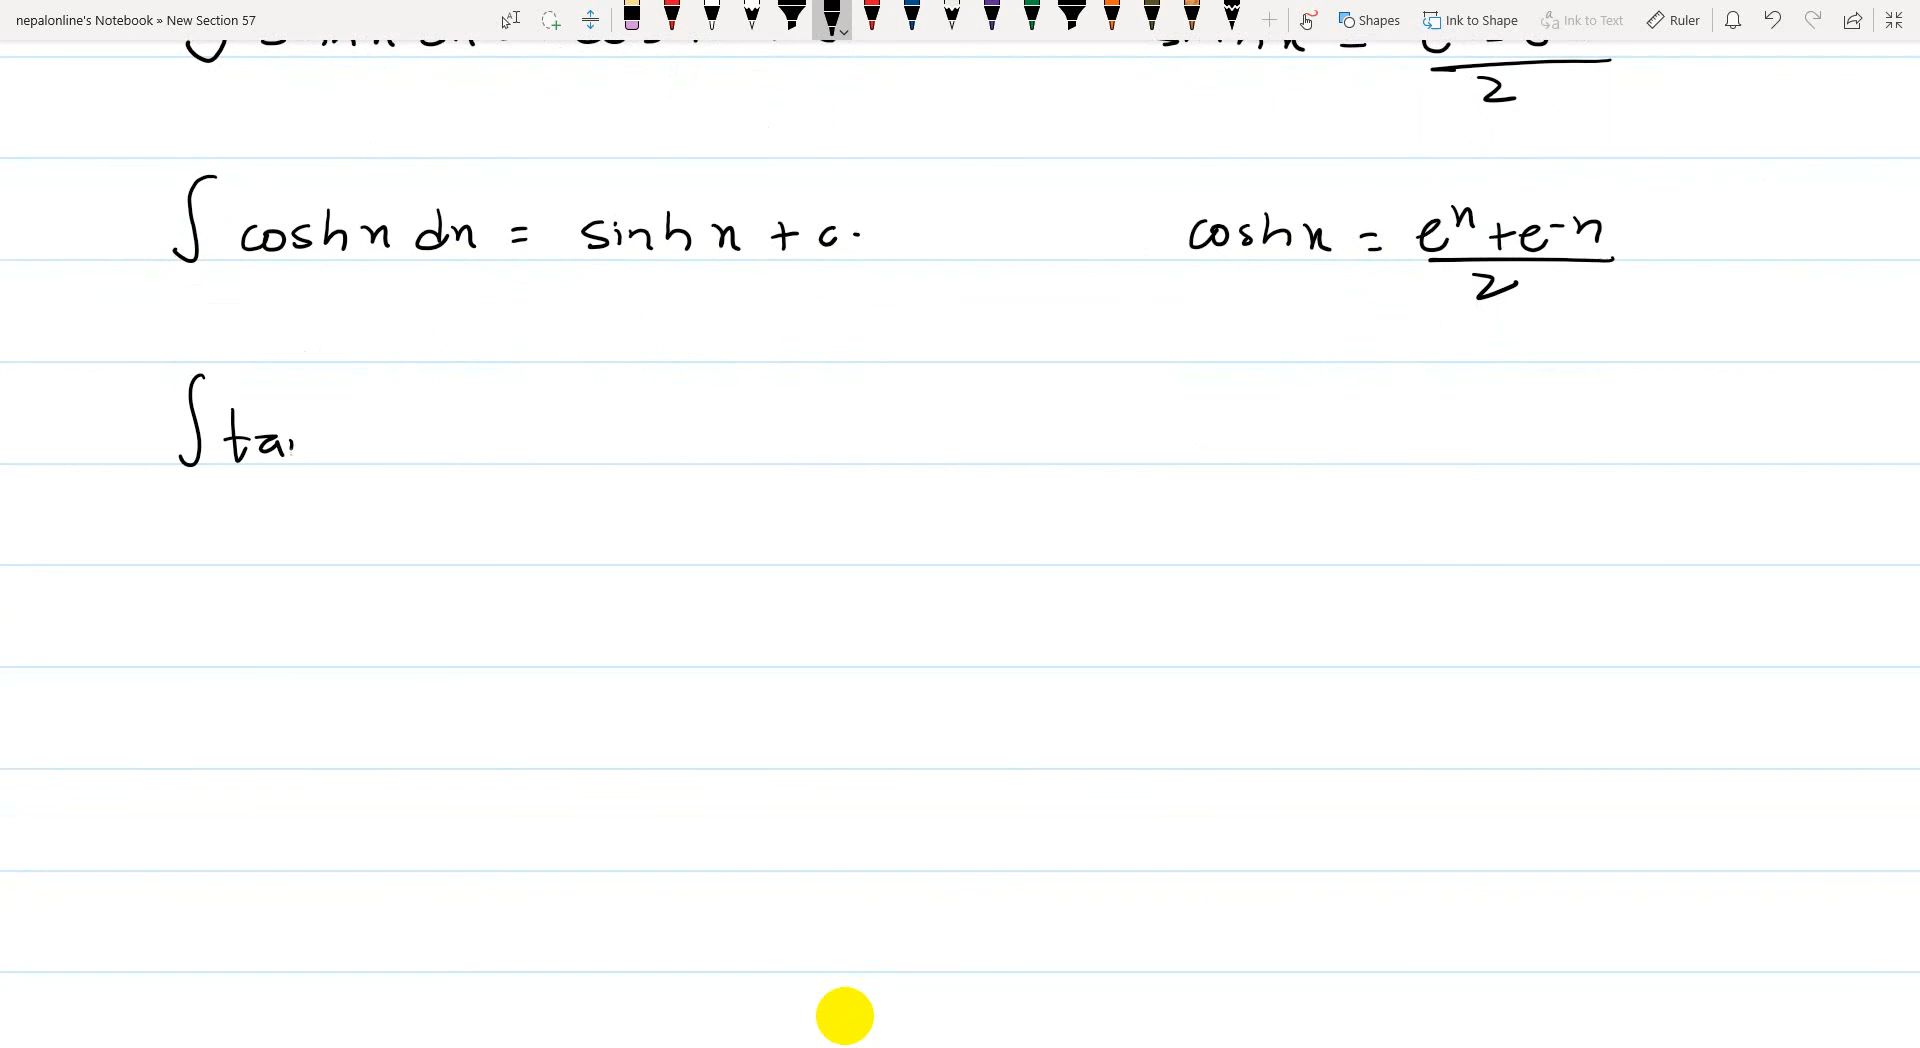 nepalonline's Notebook » New Section 57
Shapes
Ink to Shape
Ink to Text
Ruler
2
∫ coshx dx = sinhx + c.
coshx = e^x + e^-x
2
∫ ta